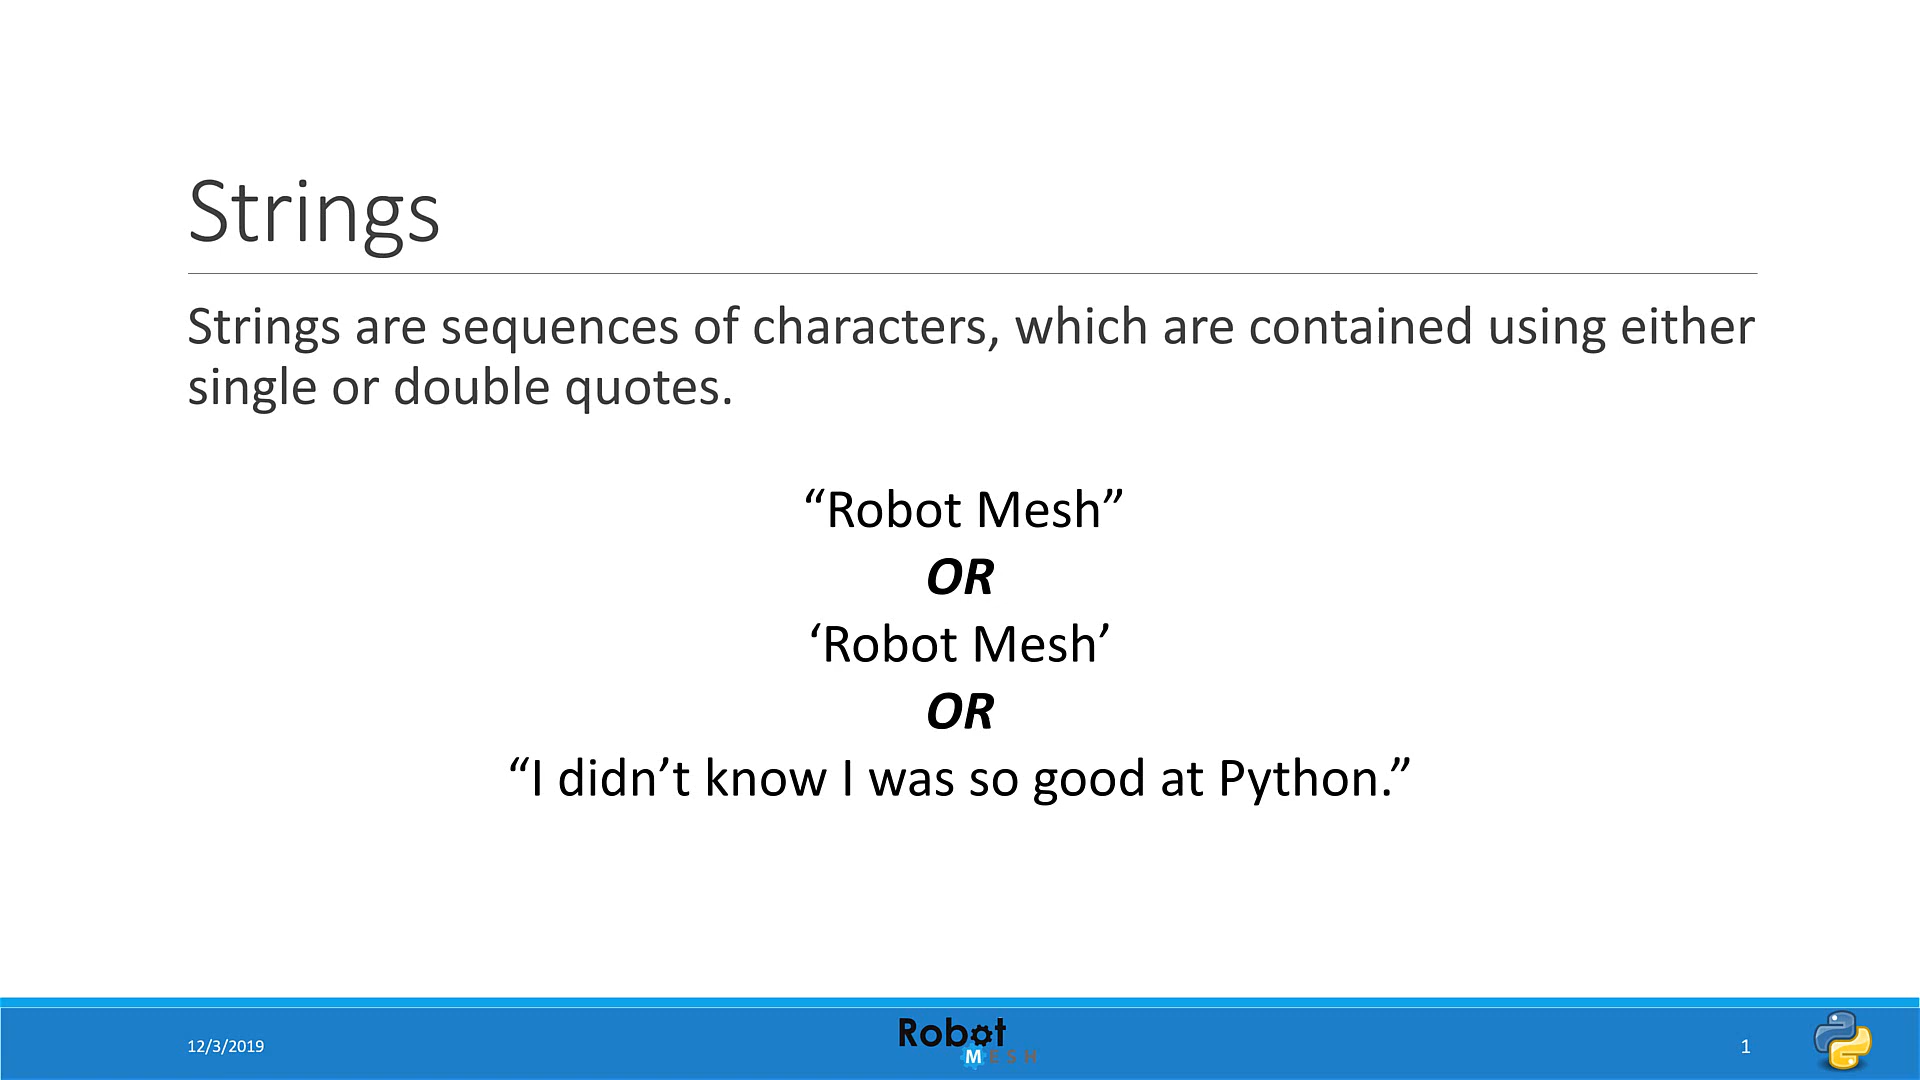 Strings
Strings are sequences of characters, which are contained using either
single or double quotes.
“Robot Mesh”
OR
‘Robot Mesh’
OR
“I didn’t know I was so good at Python.”
12/3/2019
Robot
MESH
1